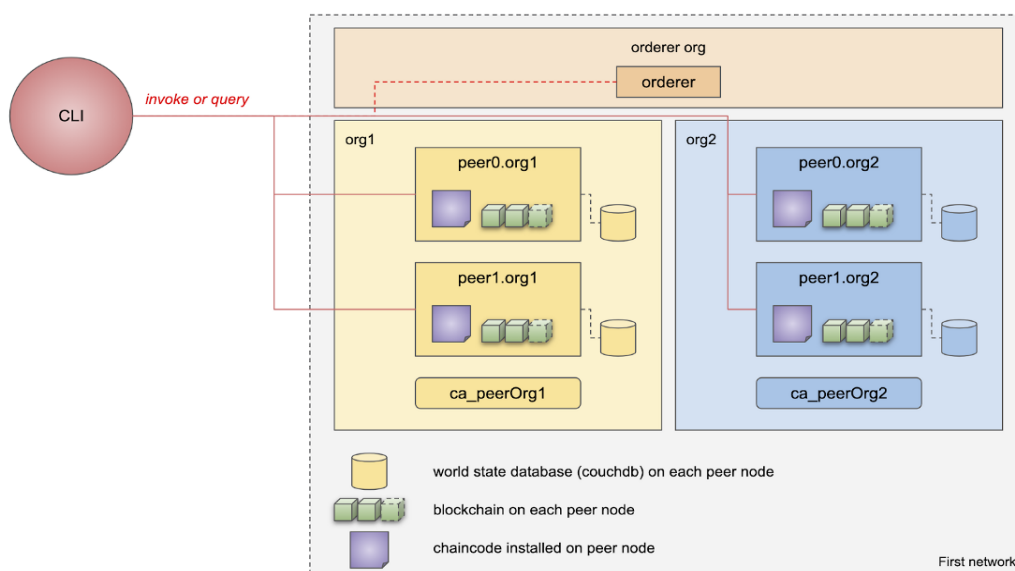 orderer org
orderer
CLI
invoke or query
org1
peer0.org1
peer1.org1
ca_peerOrg1
org2
peer0.org2
peer1.org2
ca_peerOrg2
world state database (couchdb) on each peer node
blockchain on each peer node
chaincode installed on peer node
First network